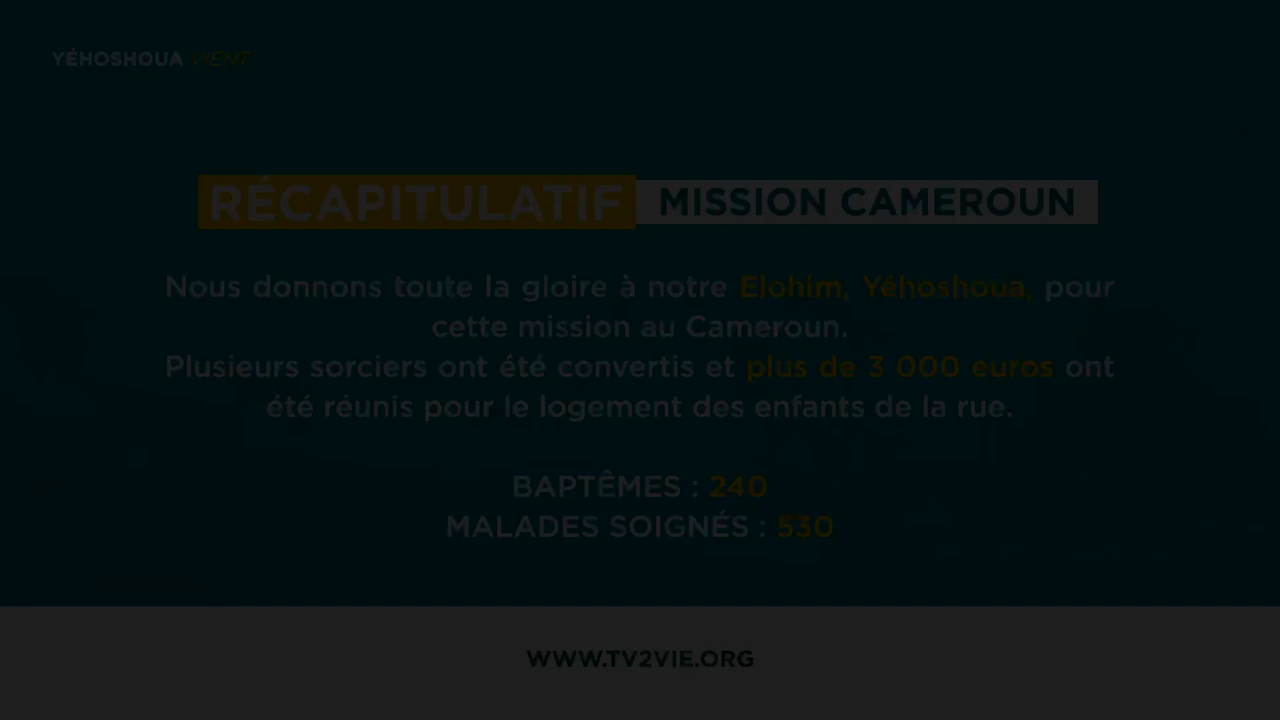 YÉHOSHOUA VIENT
RÉCAPITULATIF MISSION CAMEROUN
Nous donnons toute la gloire à notre Elohim, Yéhoshoua, pour
cette mission au Cameroun.
Plusieurs sorciers ont été convertis et plus de 3 000 euros ont
été réunis pour le logement des enfants de la rue.
BAPTÊMES : 240
MALADES SOIGNÉS : 530
WWW.TV2VIE.ORG